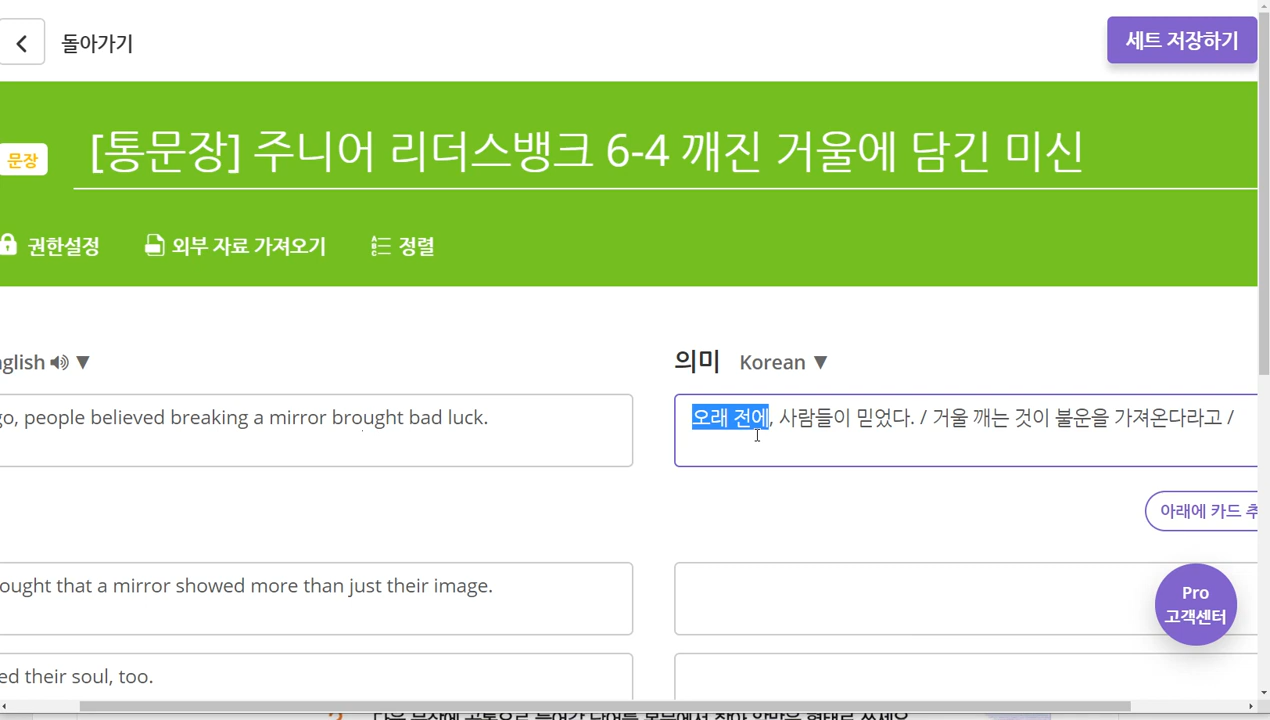 돌아가기
세트 저장하기
문장
[통문장] 주니어 리더스뱅크 6-4 깨진 거울에 담긴 미신
권한설정
외부 자료 가져오기
정렬
glish
의미 Korean
go, people believed breaking a mirror brought bad luck.
오래 전에, 사람들이 믿었다. / 거울 깨는 것이 불운을 가져온다라고 /
아래에 카드 추
ought that a mirror showed more than just their image.
Pro
고객센터
ed their soul, too.